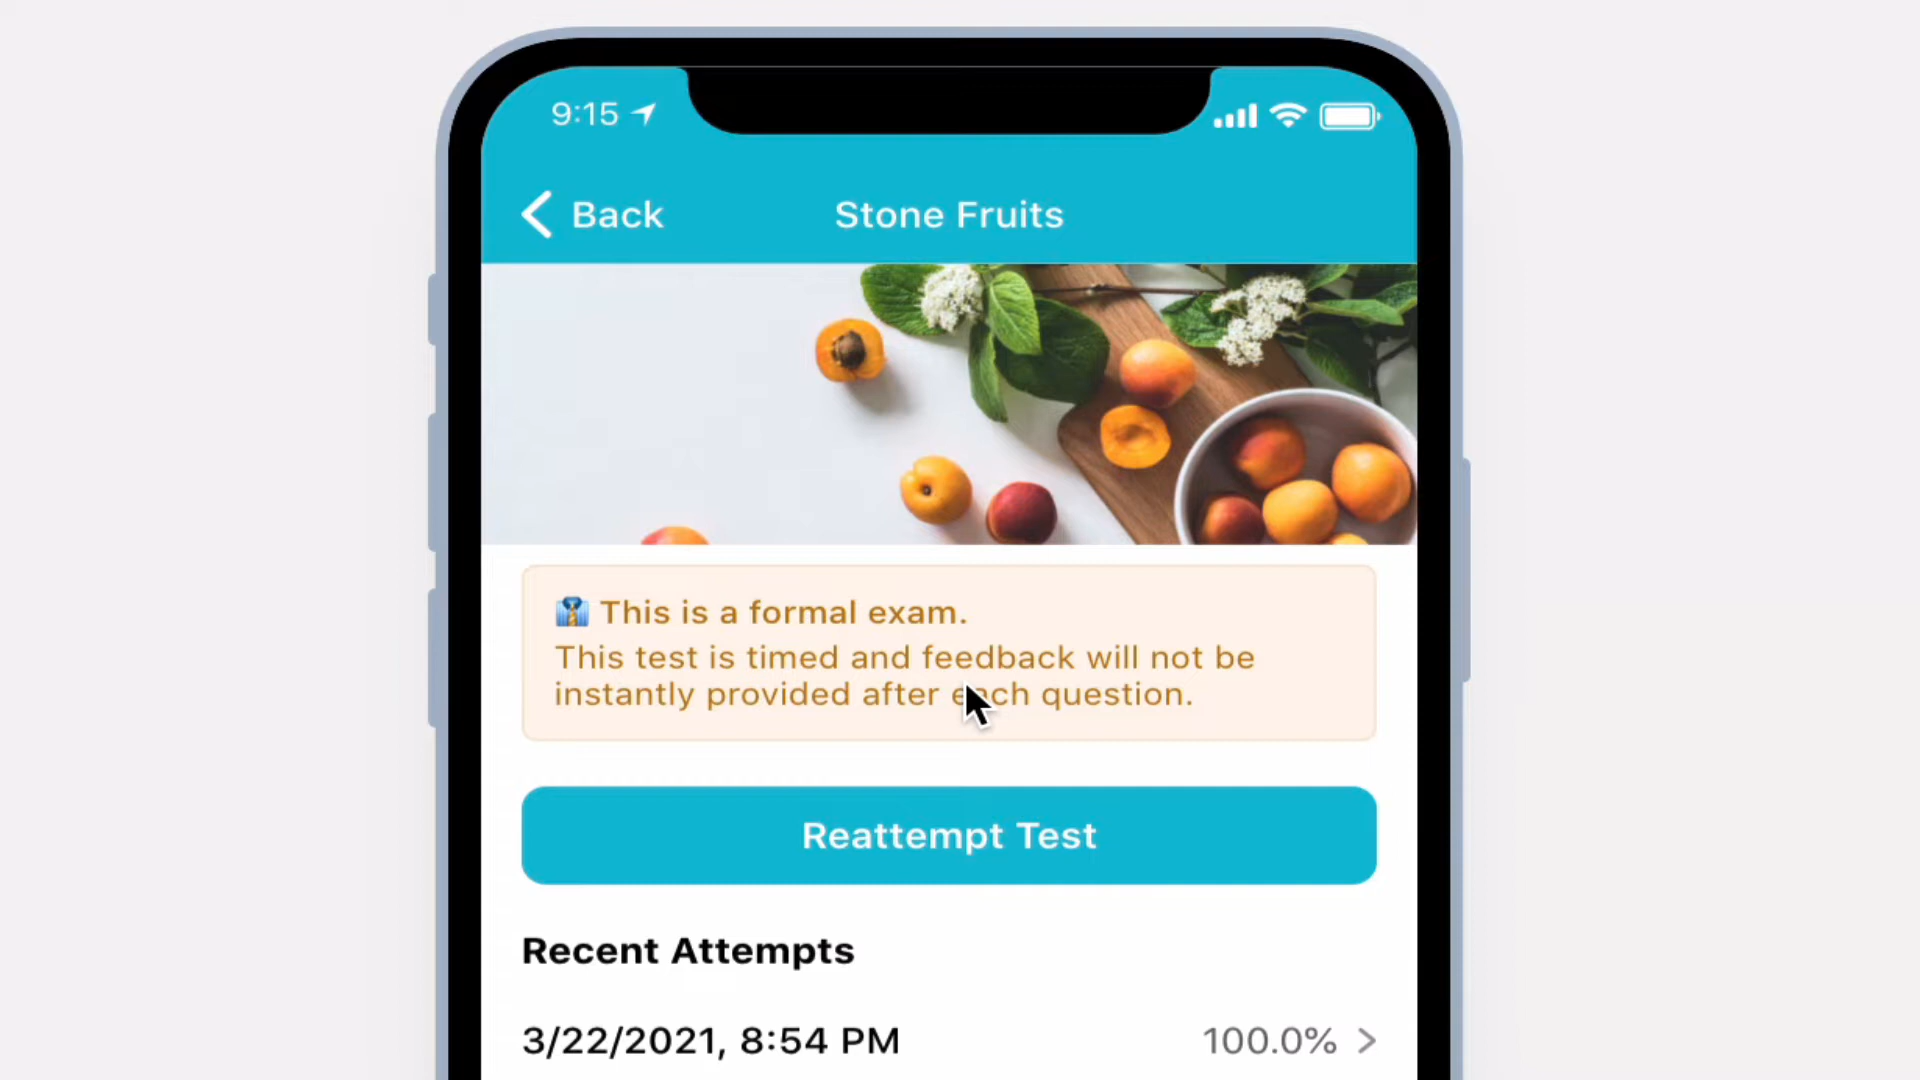 9:15
Back
Stone Fruits
This is a formal exam.
This test is timed and feedback will not be
instantly provided after each question.
Reattempt Test
Recent Attempts
3/22/2021, 8:54 PM
100.0%